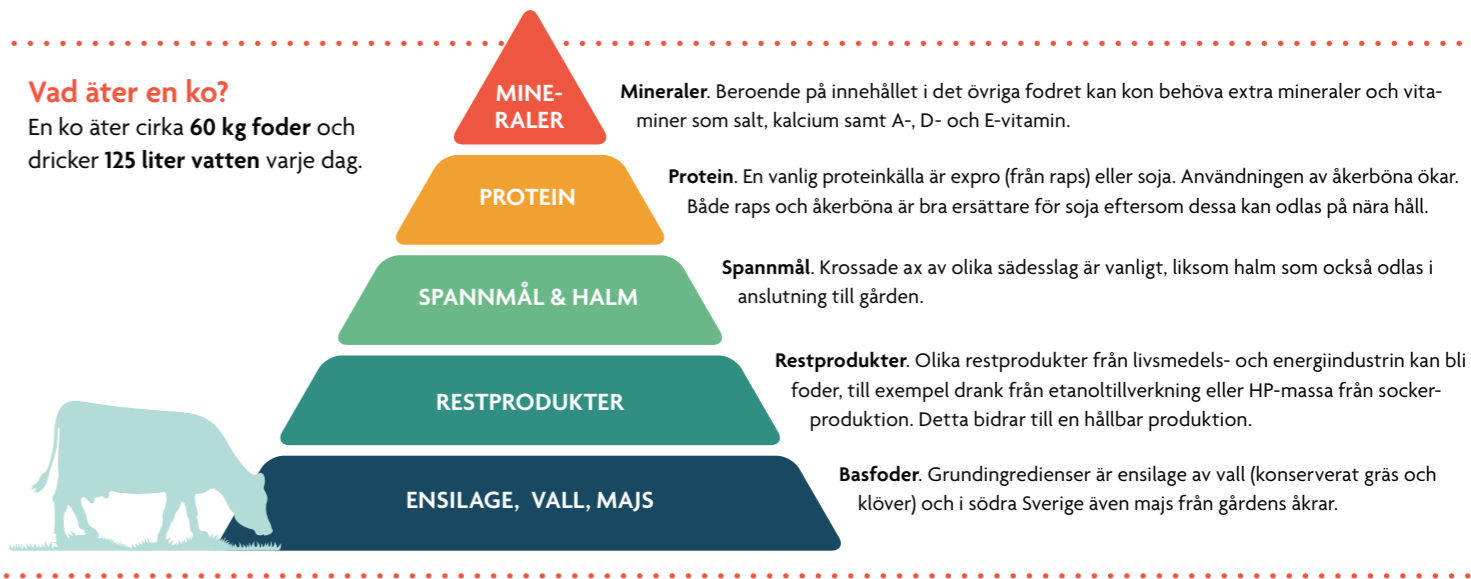 Vad äter en ko?
En ko äter cirka 60 kg foder och
dricker 125 liter vatten varje dag.
MINE-
RALER
Mineraler. Beroende på innehållet i det övriga fodret kan kon behöva extra mineraler och vita-
miner som salt, kalcium samt A-, D- och E-vitamin.
PROTEIN
Protein. En vanlig proteinkälla är expro (från raps) eller soja. Användningen av åkerböna ökar.
Både raps och åkerböna är bra ersättare för soja eftersom dessa kan odlas på nära håll.
SPANNMÅL & HALM
Spannmål. Krossade ax av olika sädesslag är vanligt, liksom halm som också odlas i
anslutning till gården.
RESTPRODUKTER
Restprodukter. Olika restprodukter från livsmedels- och energiindustrin kan bli
foder, till exempel drank från etanoltillverkning eller HP-massa från socker-
produktion. Detta bidrar till en hållbar produktion.
ENSILAGE, VALL, MAJS
Basfoder. Grundingredienser är ensilage av vall (konserverat gräs och
klöver) och i södra Sverige även majs från gårdens åkrar.